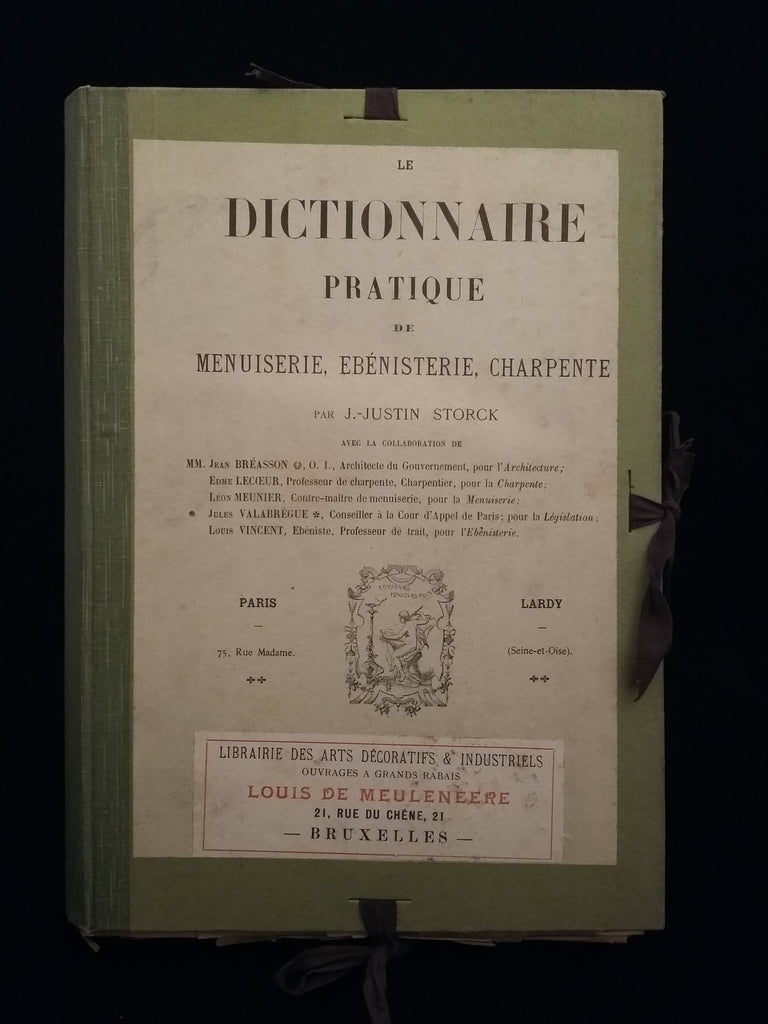 LE
DICTIONNAIRE
PRATIQUE
DE
MENUISERIE, EBÉNISTERIE, CHARPENTE
PAR J.-JUSTIN STORCK
AVEC LA COLLABORATION DE
MM. JEAN BRÉASSON, O. I., Architecte du Gouvernement, pour l'Architecture;
EDME LECŒUR, Professeur de charpente, Charpentier, pour la Charpente;
LÉON MEUNIER, Contre-maître de menuiserie, pour la Menuiserie;
JULES VALABRÈGUE *, Conseiller à la Cour d'Appel de Paris; pour la Législation;
LOUIS VINCENT, Ebéniste, Professeur de trait, pour l'Ebénisterie.
PARIS
75, Rue Madame.
LARDY
(Seine-et-Oise).
LIBRAIRIE DES ARTS DÉCORATIFS & INDUSTRIELS
OUVRAGES A GRANDS RABAIS
LOUIS DE MEULENEERE
21, RUE DU CHÊNE, 21
— BRUXELLES —